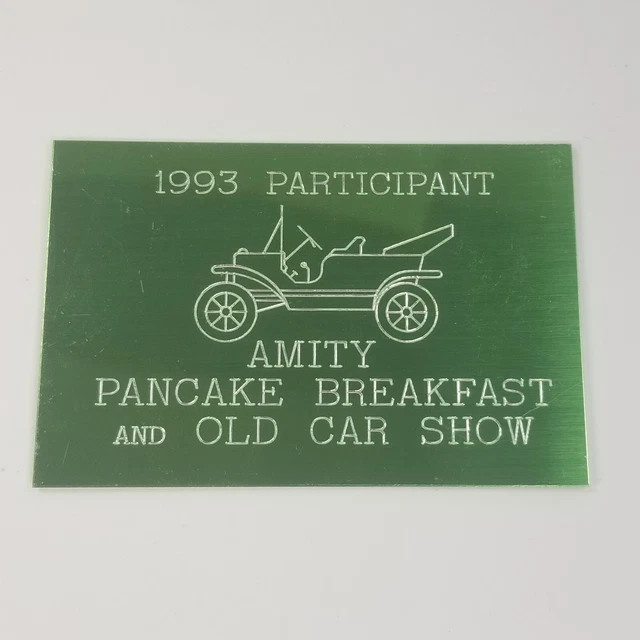 1993 PARTICIPANT
AMITY
PANCAKE BREAKFAST
AND OLD CAR SHOW